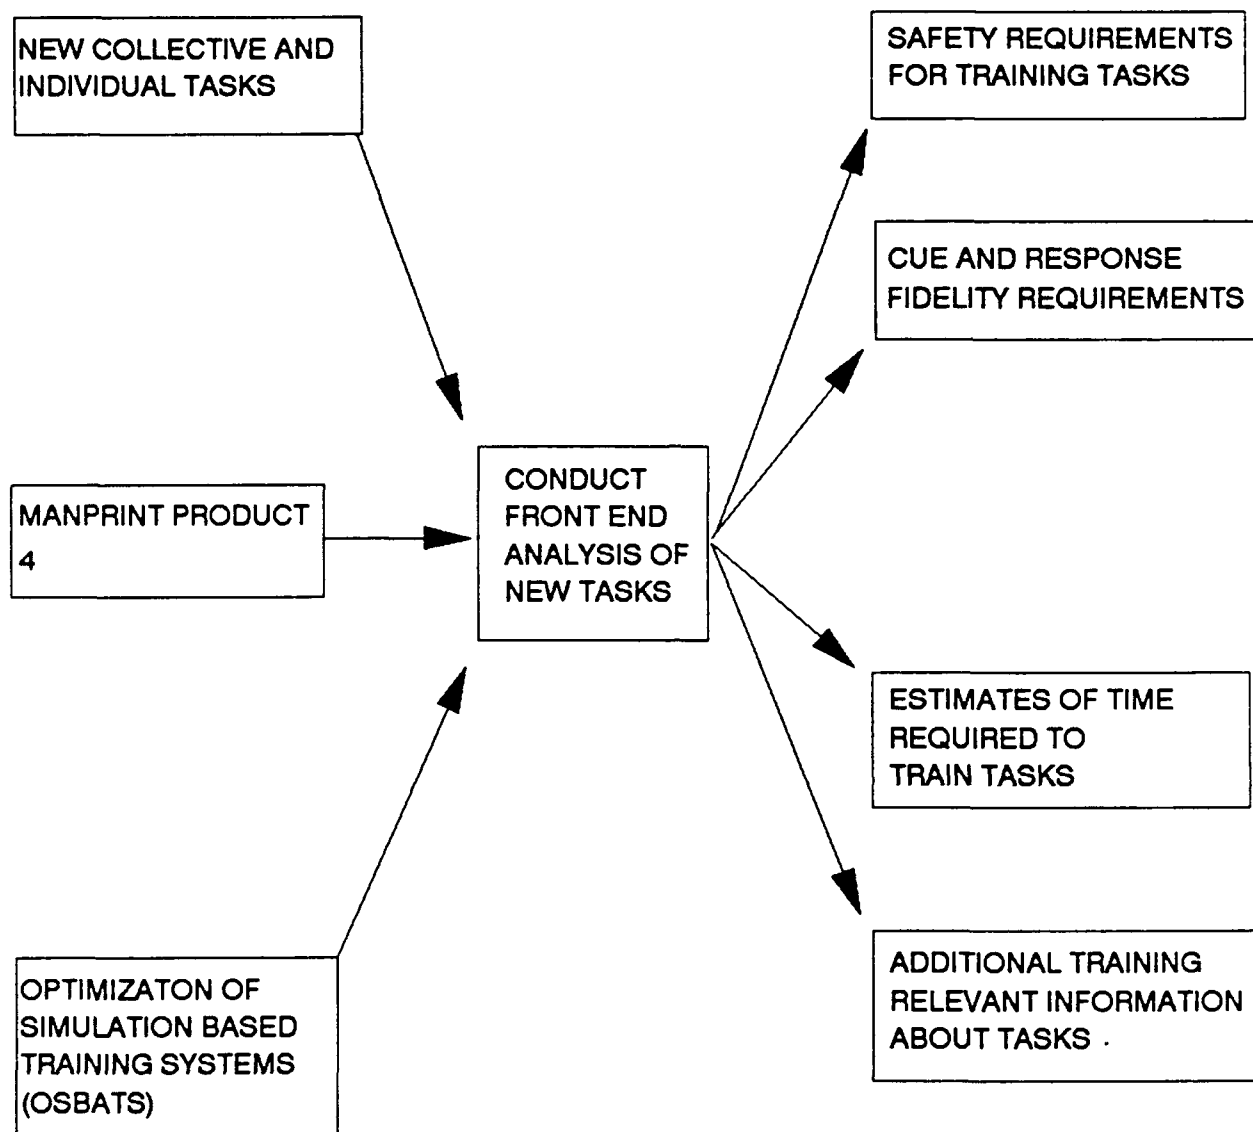 NEW COLLECTIVE AND
INDIVIDUAL TASKS
MANPRINT PRODUCT
4
OPTIMIZATON OF
SIMULATION BASED
TRAINING SYSTEMS
(OSBATS)
CONDUCT
FRONT END
ANALYSIS OF
NEW TASKS
SAFETY REQUIREMENTS
FOR TRAINING TASKS
CUE AND RESPONSE
FIDELITY REQUIREMENTS
ESTIMATES OF TIME
REQUIRED TO
TRAIN TASKS
ADDITIONAL TRAINING
RELEVANT INFORMATION
ABOUT TASKS .